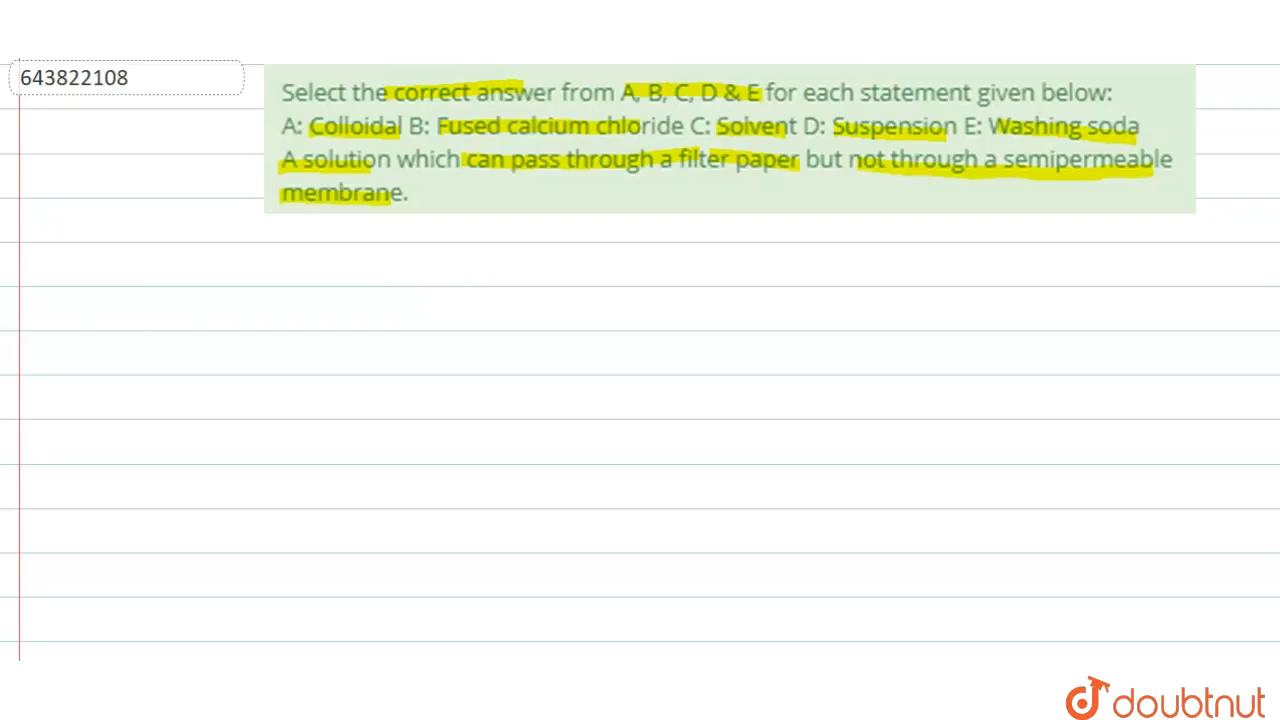 643822108
Select the correct answer from A, B, C, D & E for each statement given below:
A: Colloidal B: Fused calcium chloride C: Solvent D: Suspension E: Washing soda
A solution which can pass through a filter paper but not through a semipermeable
membrane.
doubtnut